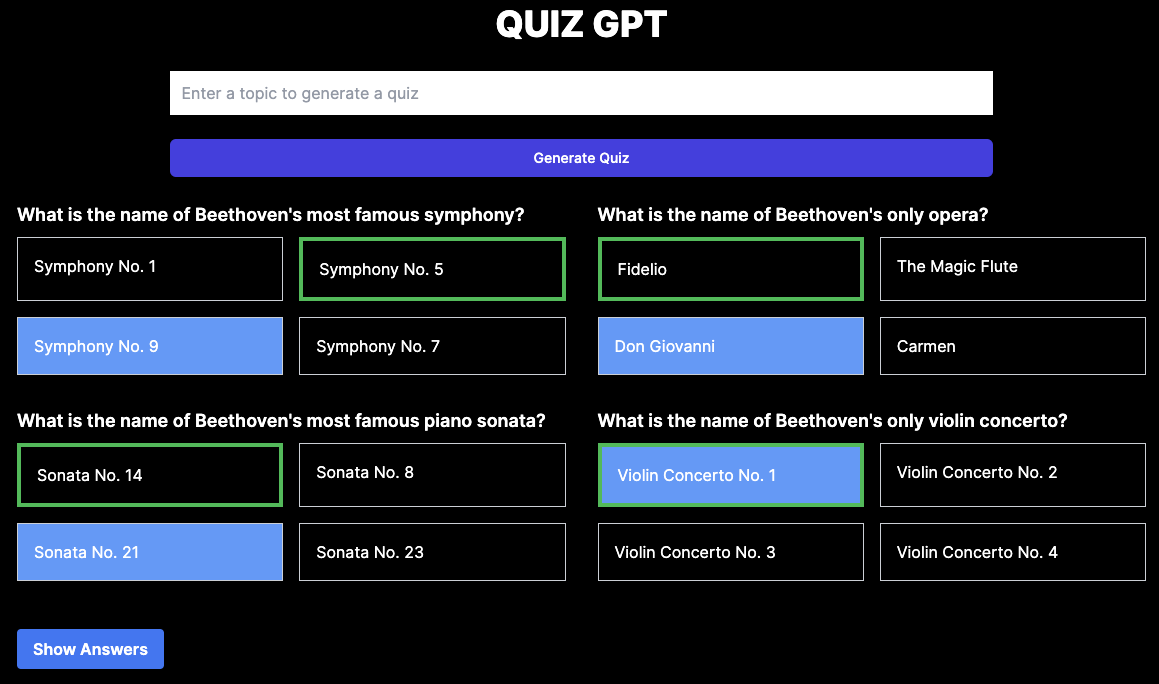 QUIZ GPT
Enter a topic to generate a quiz
Generate Quiz
What is the name of Beethoven's most famous symphony?
Symphony No. 1
Symphony No. 5
Symphony No. 9
Symphony No. 7
What is the name of Beethoven's only opera?
Fidelio
The Magic Flute
Don Giovanni
Carmen
What is the name of Beethoven's most famous piano sonata?
Sonata No. 14
Sonata No. 8
Sonata No. 21
Sonata No. 23
What is the name of Beethoven's only violin concerto?
Violin Concerto No. 1
Violin Concerto No. 2
Violin Concerto No. 3
Violin Concerto No. 4
Show Answers